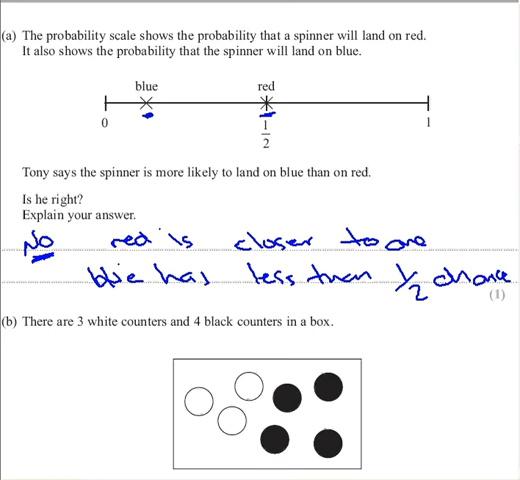 (a) The probability scale shows the probability that a spinner will land on red.
It also shows the probability that the spinner will land on blue.
blue red
0 1/2 1
Tony says the spinner is more likely to land on blue than on red.
Is he right?
Explain your answer.
No red is closer to one
blue has less than 1/2 chance
(1)
(b) There are 3 white counters and 4 black counters in a box.